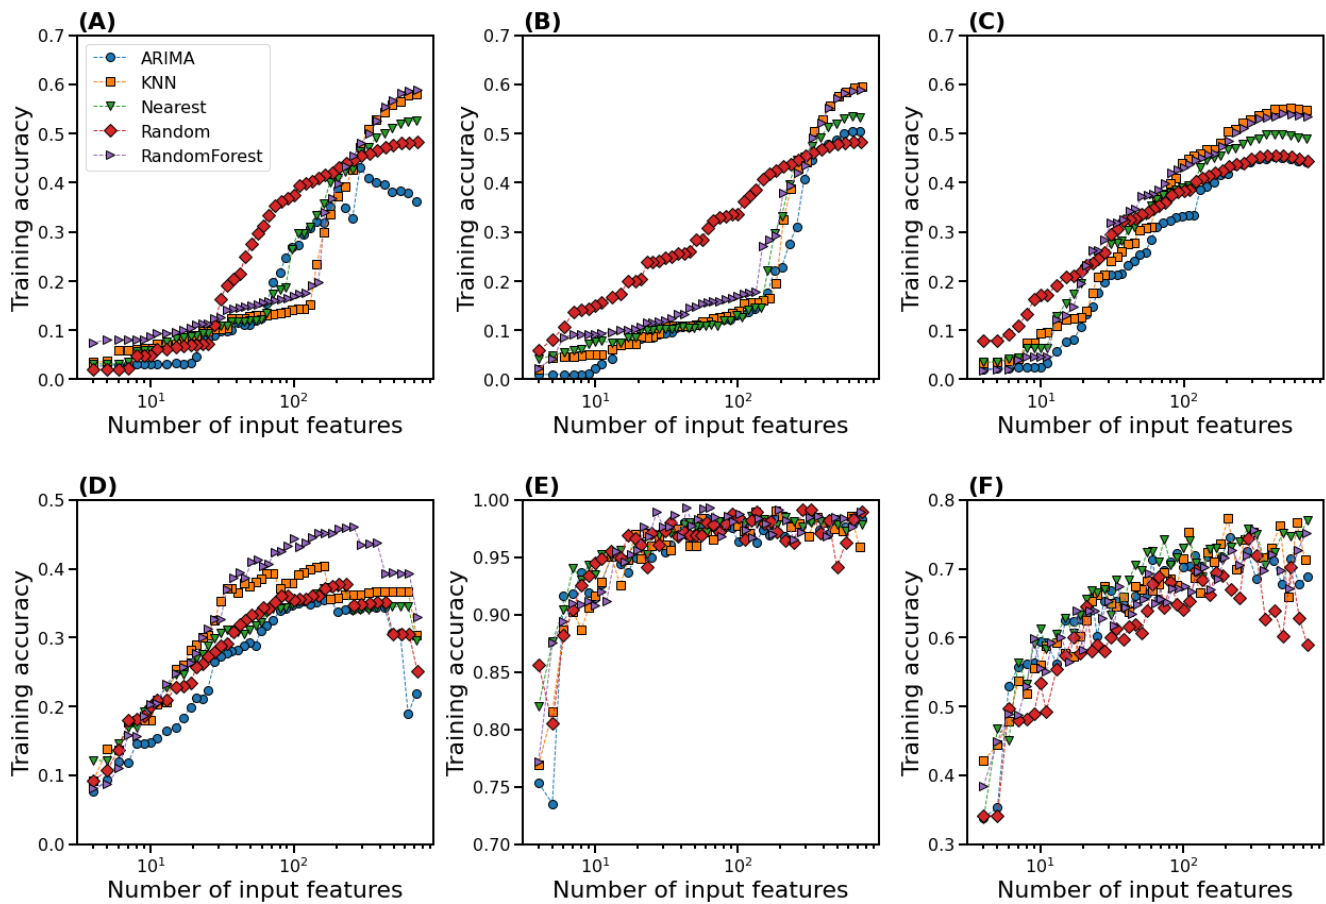 (A)
0.7
0.6
0.5
0.4
0.3
0.2
0.1
0.0
Training accuracy
10¹
10²
Number of input features
ARIMA
KNN
Nearest
Random
RandomForest
(B)
0.7
0.6
0.5
0.4
0.3
0.2
0.1
0.0
Training accuracy
10¹
10²
Number of input features
(C)
0.7
0.6
0.5
0.4
0.3
0.2
0.1
0.0
Training accuracy
10¹
10²
Number of input features
(D)
0.5
0.4
0.3
0.2
0.1
0.0
Training accuracy
10¹
10²
Number of input features
(E)
1.00
0.95
0.90
0.85
0.80
0.75
0.70
Training accuracy
10¹
10²
Number of input features
(F)
0.8
0.7
0.6
0.5
0.4
0.3
Training accuracy
10¹
10²
Number of input features